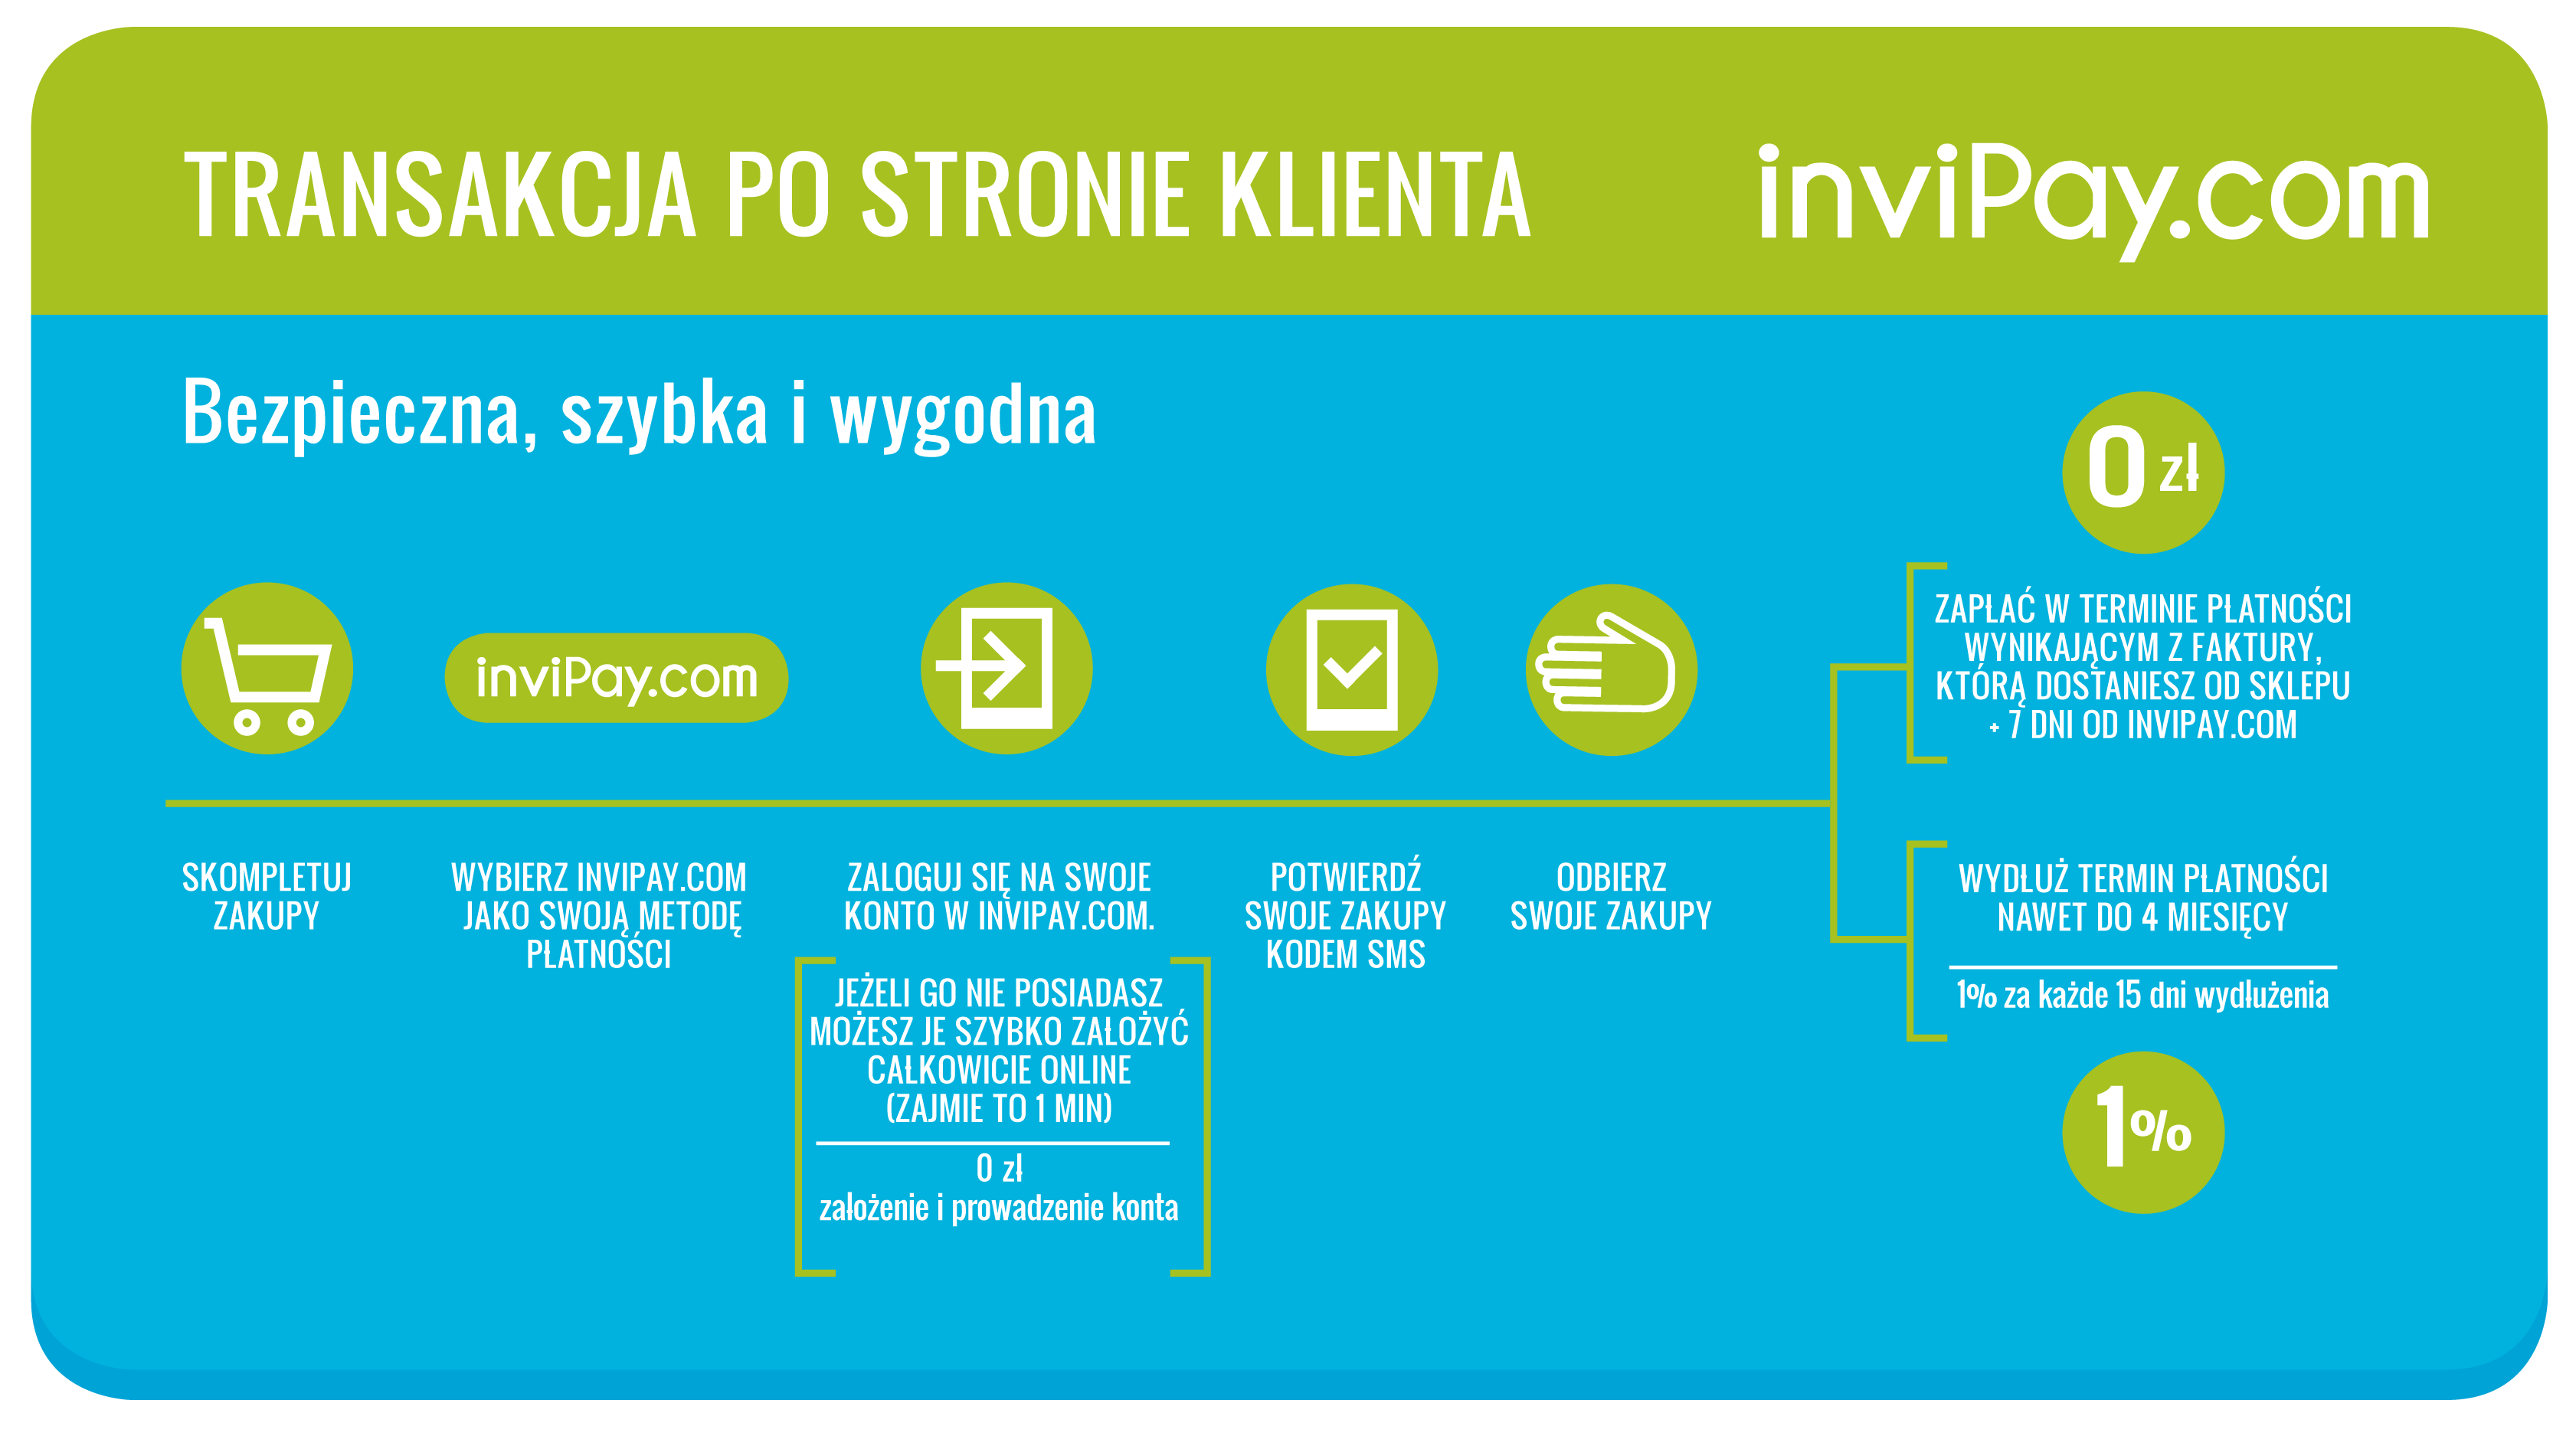 TRANSAKCJA PO STRONIE KLIENTA
inviPay.com
Bezpieczna, szybka i wygodna
inviPay.com
SKOMPLETUJ
ZAKUPY
WYBIERZ INVIPAY.COM
JAKO SWOJĄ METODĘ
PŁATNOŚCI
ZALOGUJ SIĘ NA SWOJE
KONTO W INVIPAY.COM.
JEŻELI GO NIE POSIADASZ
MOŻESZ JE SZYBKO ZAŁOŻYĆ
CAŁKOWICIE ONLINE
(ZAJMIE TO 1 MIN)
0 zł
założenie i prowadzenie konta
POTWIERDŹ
SWOJE ZAKUPY
KODEM SMS
ODBIERZ
SWOJE ZAKUPY
0 zł
ZAPŁAĆ W TERMINIE PŁATNOŚCI
WYNIKAJĄCYM Z FAKTURY,
KTÓRĄ DOSTANIESZ OD SKLEPU
+ 7 DNI OD INVIPAY.COM
WYDŁUŻ TERMIN PŁATNOŚCI
NAWET DO 4 MIESIĘCY
1% za każde 15 dni wydłużenia
1%